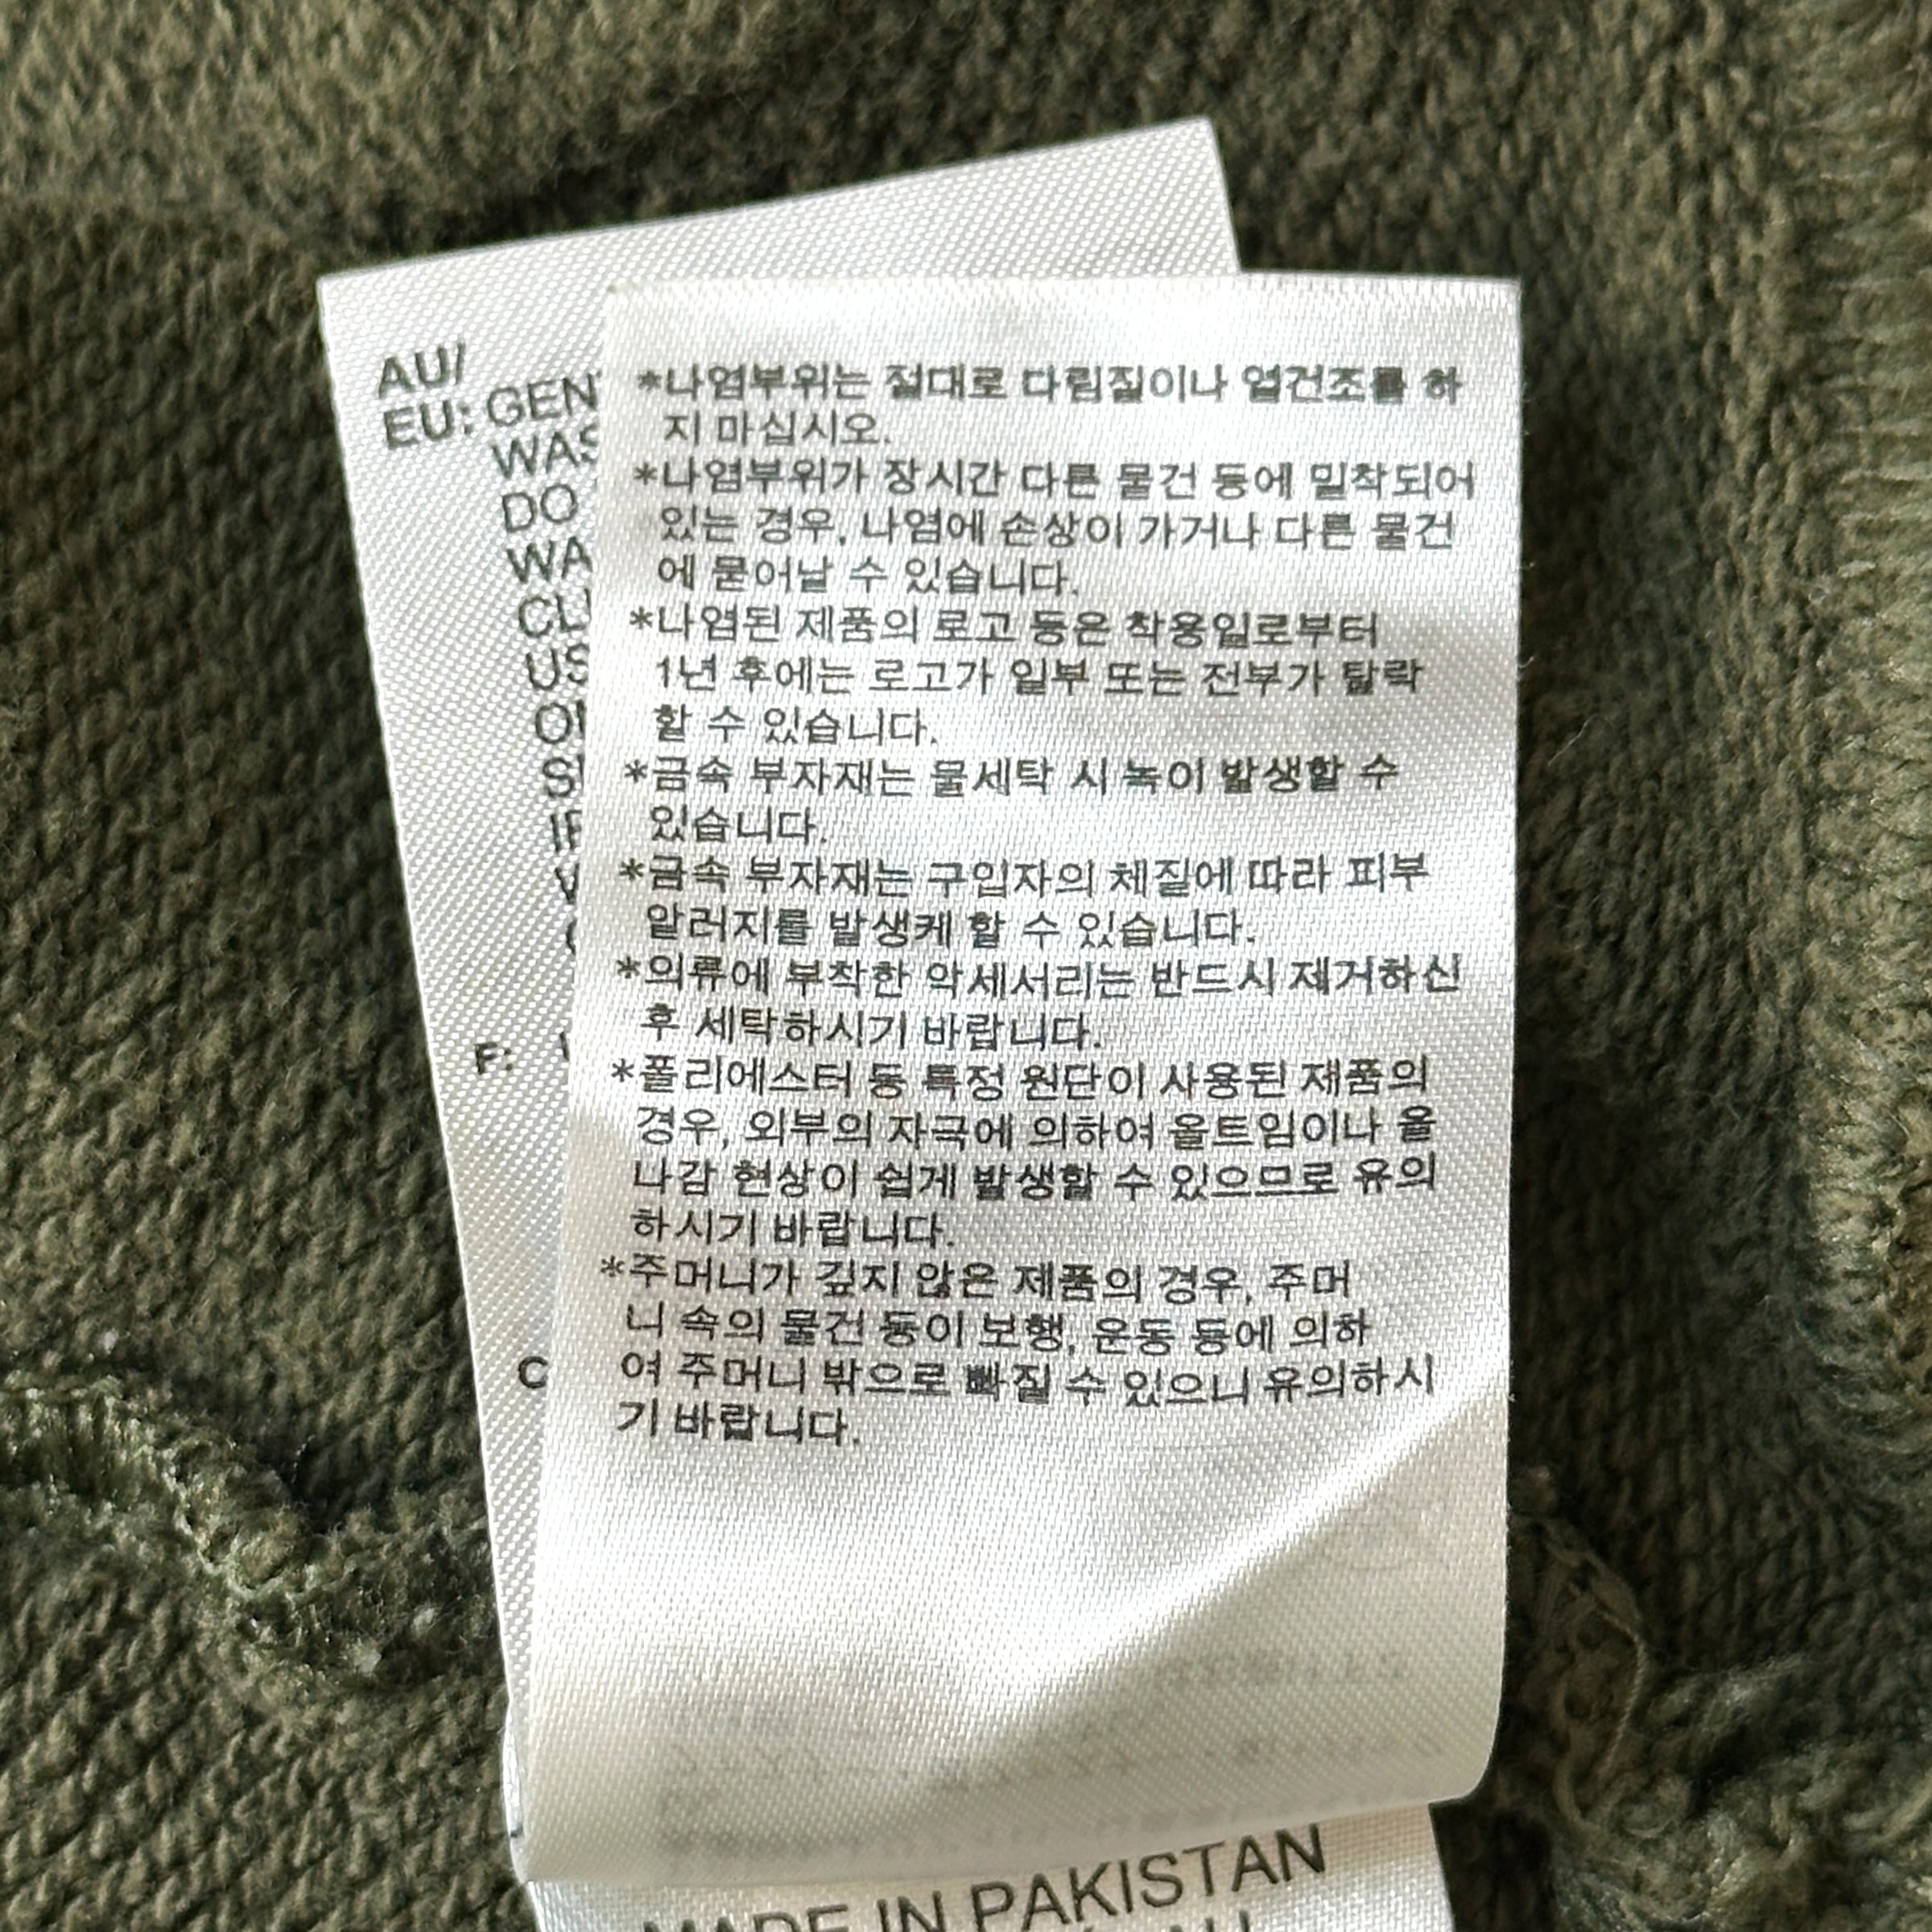 AU/
EU: GEN
WAS
DO
WA
CL
US
F:
C
*나염부위는 절대로 다림질이나 열건조를 하
지 마십시오.
*나염부위가 장시간 다른 물건 등에 밀착되어
있는 경우, 나염에 손상이 가거나 다른 물건
에 묻어날 수 있습니다.
*나염된 제품의 로고 등은 착용일로부터
1년 후에는 로고가 일부 또는 전부가 탈락
할 수 있습니다.
*금속 부자재는 물세탁 시 녹이 발생할 수
있습니다.
*금속 부자재는 구입자의 체질에 따라 피부
알러지를 발생케 할 수 있습니다.
*의류에 부착한 악세서리는 반드시 제거하신
후 세탁하시기 바랍니다.
*폴리에스터 등 특정 원단이 사용된 제품의
경우, 외부의 자극에 의하여 올트임이나 올
나감 현상이 쉽게 발생할 수 있으므로 유의
하시기 바랍니다.
*주머니가 깊지 않은 제품의 경우, 주머
니 속의 물건 등이 보행, 운동 등에 의하
여 주머니 밖으로 빠질 수 있으니 유의하시
기 바랍니다.
MADE IN PAKISTAN